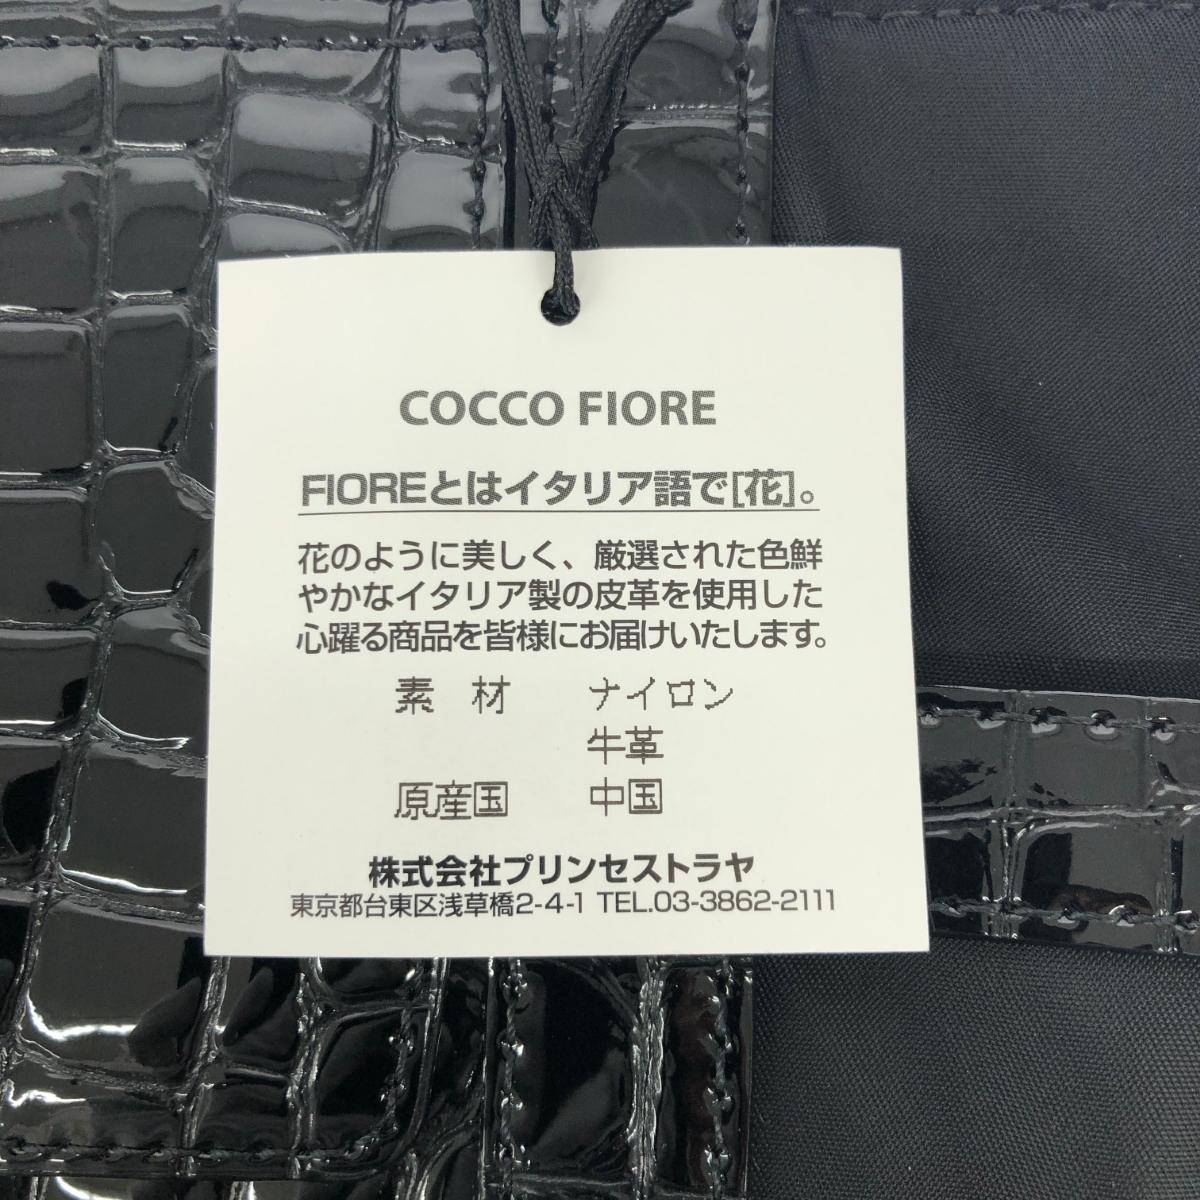 COCCO FIORE
FIOREとはイタリア語で[花]。
花のように美しく、厳選された色鮮
やかなイタリア製の皮革を使用した
心躍る商品を皆様にお届けいたします。
素 材 ナイロン
牛革
原産国 中国
株式会社プリンセストラヤ
東京都台東区浅草橋2-4-1 TEL.03-3862-2111